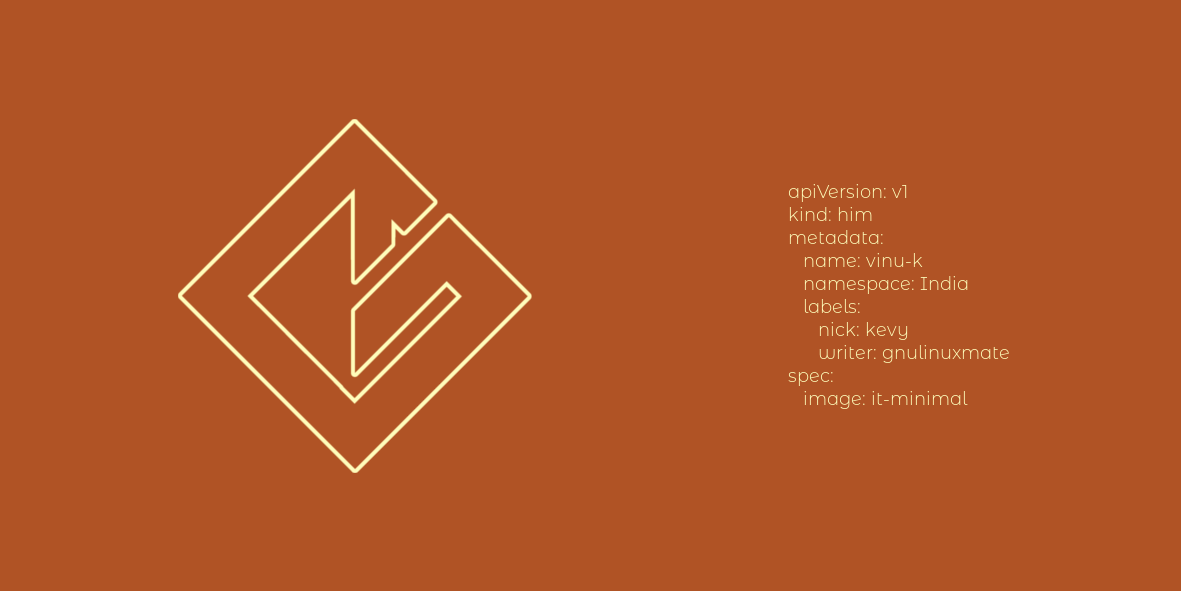 apiVersion: v1
kind: him
metadata:
   name: vinu-k
   namespace: India
   labels:
      nick: kevy
      writer: gnulinuxmate
spec:
   image: it-minimal